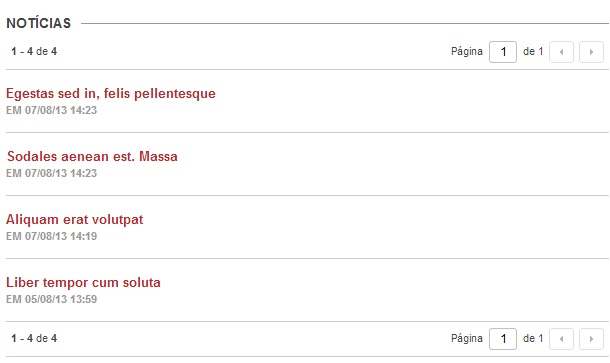 NOTÍCIAS
1 - 4 de 4 Página 1 de 1
Egestas sed in, felis pellentesque
EM 07/08/13 14:23
Sodales aenean est. Massa
EM 07/08/13 14:23
Aliquam erat volutpat
EM 07/08/13 14:19
Liber tempor cum soluta
EM 05/08/13 13:59
1 - 4 de 4 Página 1 de 1